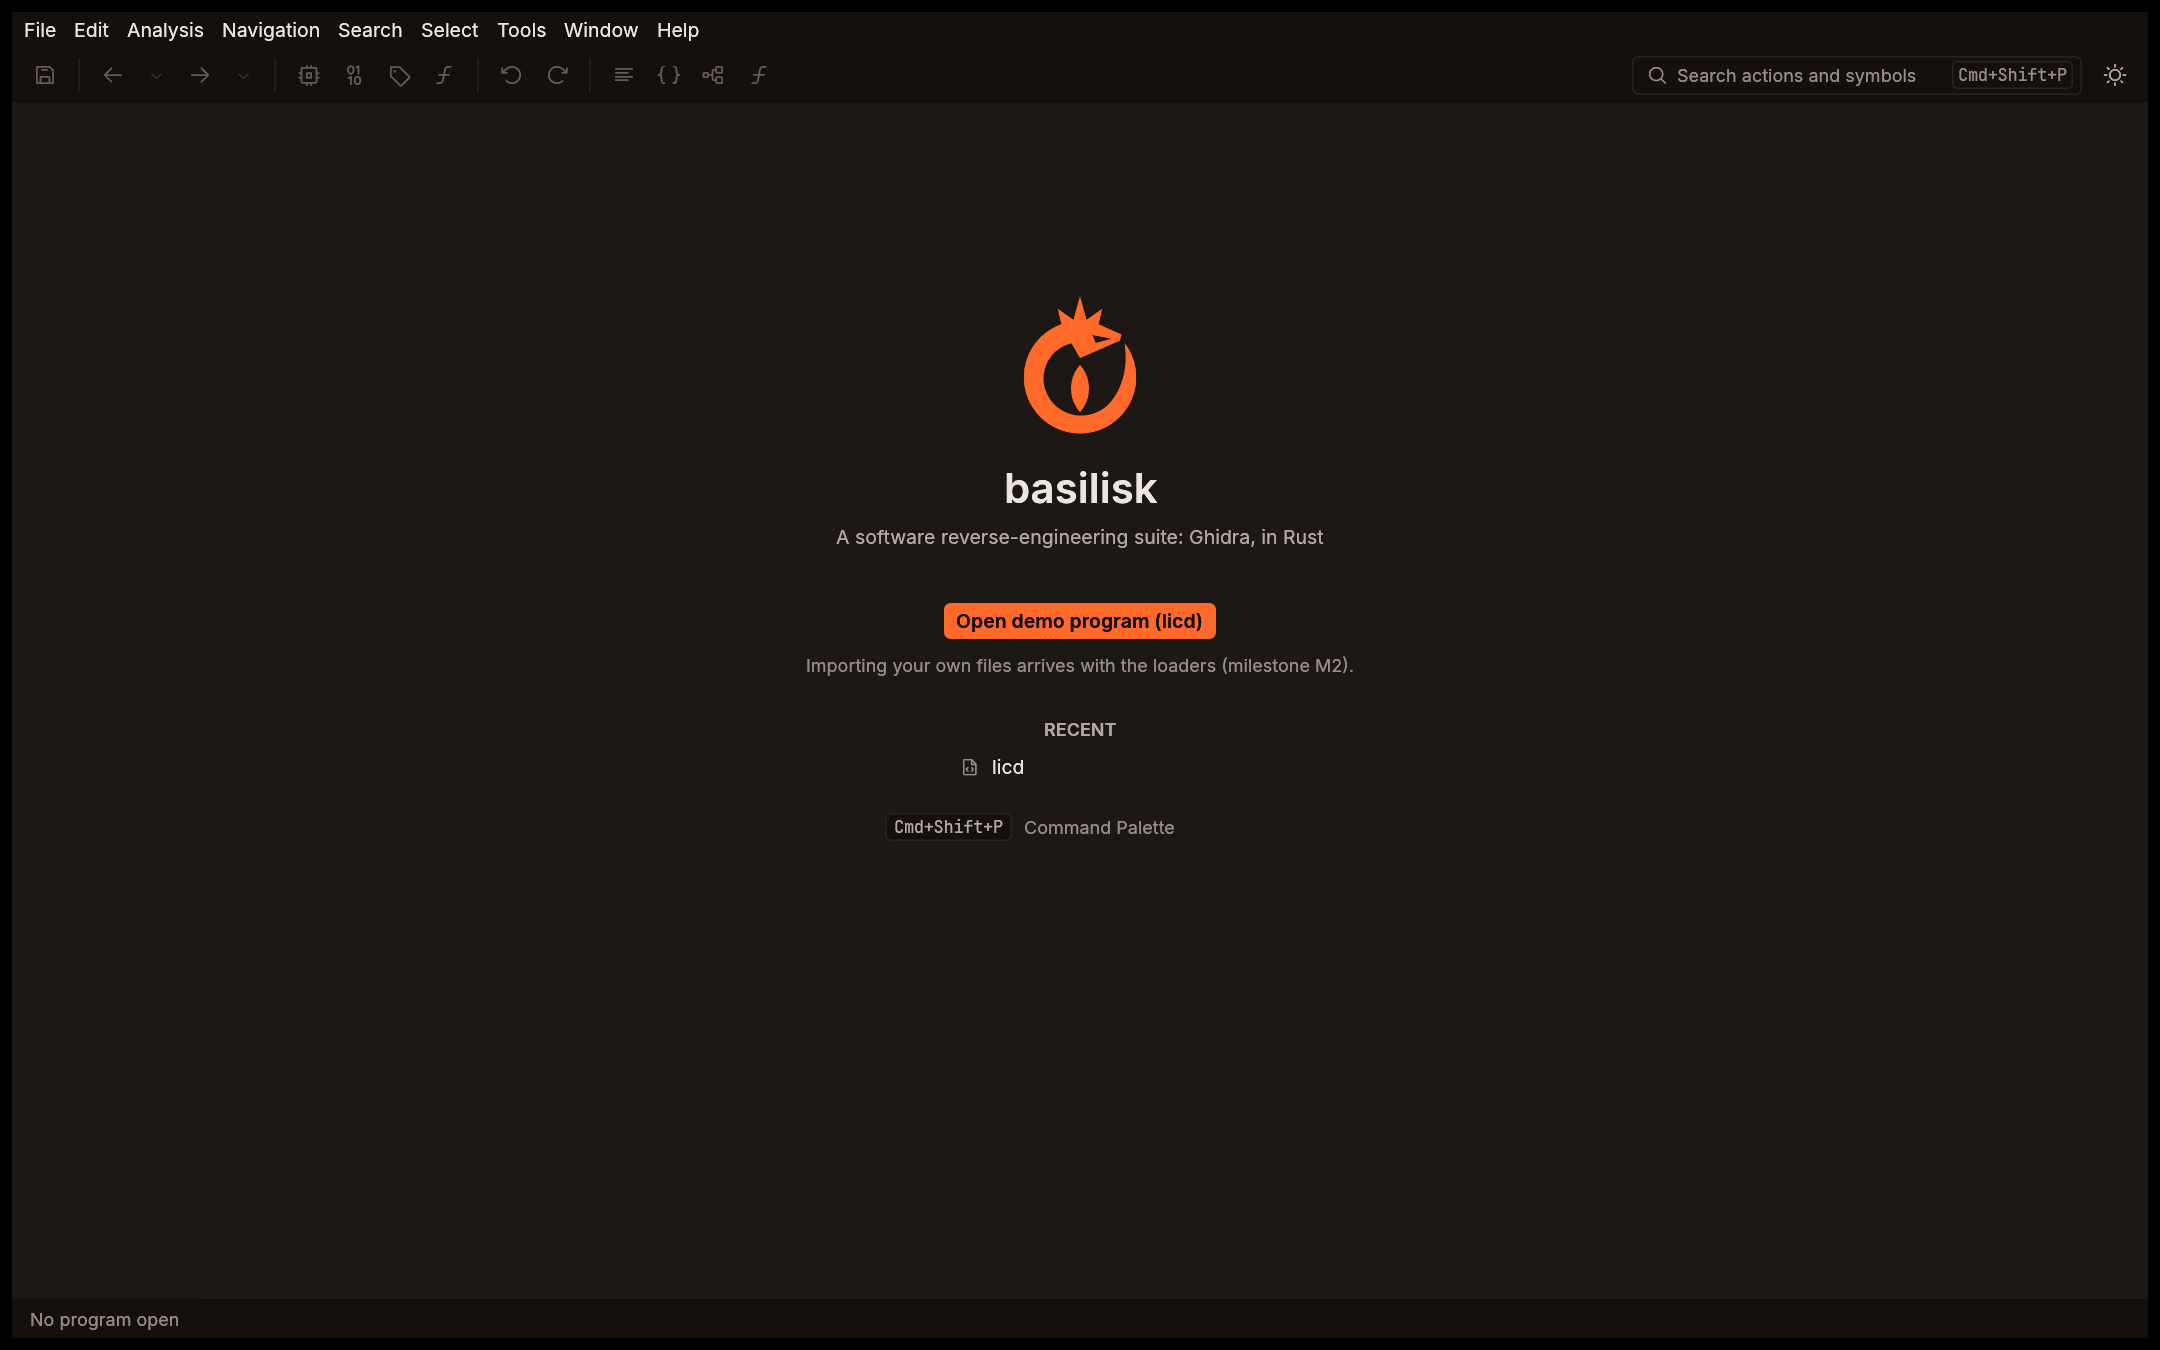 File Edit Analysis Navigation Search Select Tools Window Help
01
10
Search actions and symbols Cmd+Shift+P
basilisk
A software reverse-engineering suite: Ghidra, in Rust
Open demo program (licd)
Importing your own files arrives with the loaders (milestone M2).
RECENT
licd
Cmd+Shift+P Command Palette
No program open